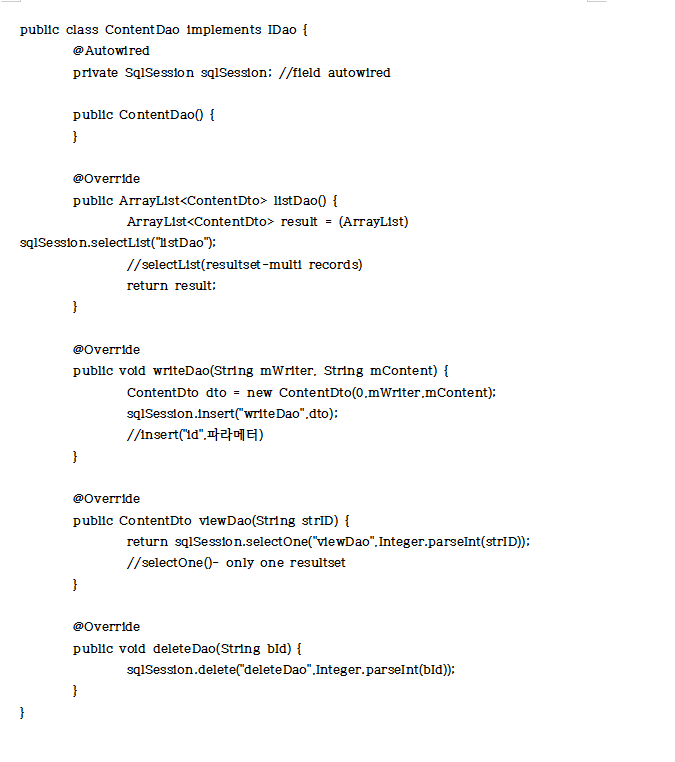 public class ContentDao implements IDao {
@Autowired
private SqlSession sqlSession; //field autowired
public ContentDao() {
}
@Override
public ArrayList<ContentDto> listDao() {
ArrayList<ContentDto> result = (ArrayList)
sqlSession.selectList("listDao");
//selectList(resultset-multi records)
return result;
}
@Override
public void writeDao(String mWriter, String mContent) {
ContentDto dto = new ContentDto(0,mWriter,mContent);
sqlSession.insert("writeDao",dto);
//insert("id",파라메터)
}
@Override
public ContentDto viewDao(String strID) {
return sqlSession.selectOne("viewDao",Integer.parseInt(strID));
//selectOne()- only one resultset
}
@Override
public void deleteDao(String bId) {
sqlSession.delete("deleteDao",Integer.parseInt(bId));
}
}